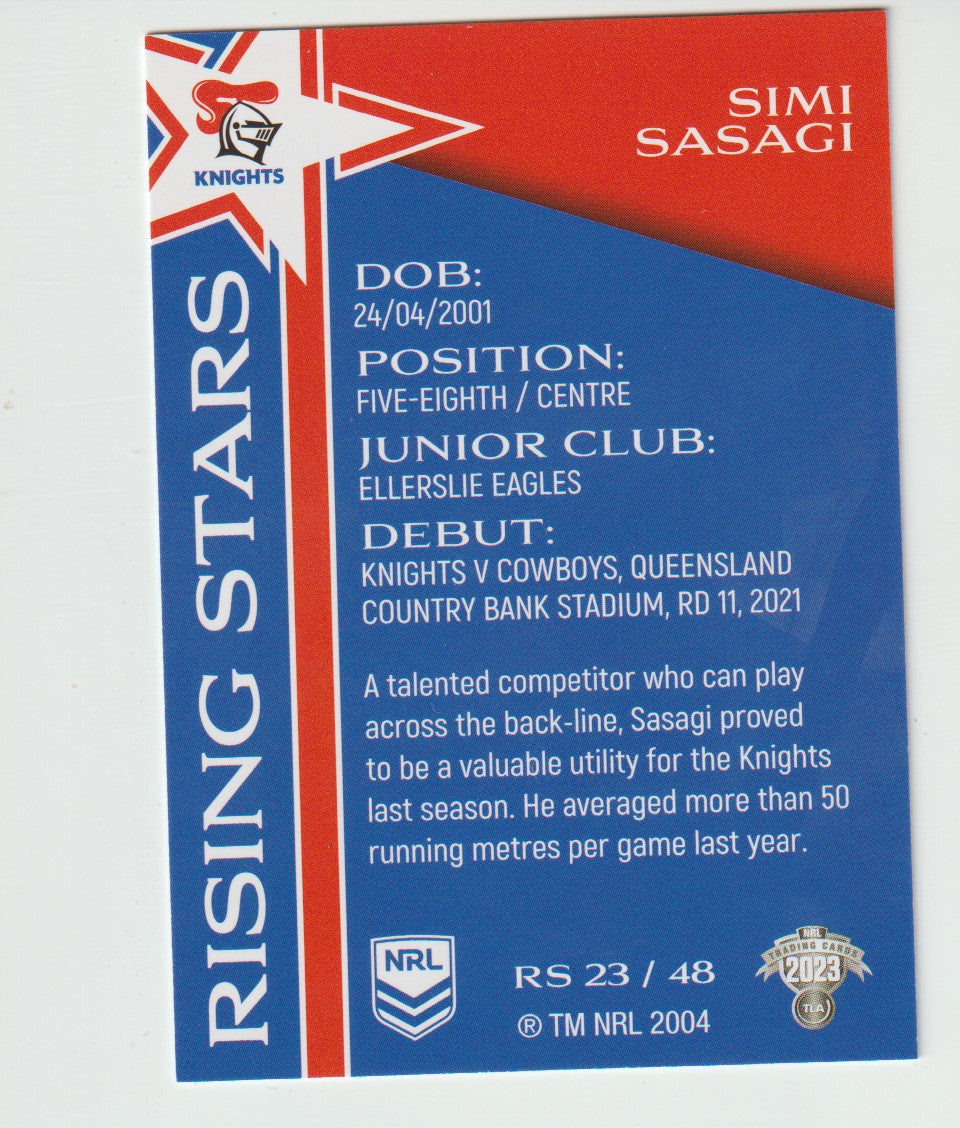 KNIGHTS
SIMI
SASAGI
RISING STARS
DOB:
24/04/2001
POSITION:
FIVE-EIGHTH / CENTRE
JUNIOR CLUB:
ELLERSLIE EAGLES
DEBUT:
KNIGHTS V COWBOYS, QUEENSLAND
COUNTRY BANK STADIUM, RD 11, 2021
A talented competitor who can play
across the back-line, Sasagi proved
to be a valuable utility for the Knights
last season. He averaged more than 50
running metres per game last year.
NRL
RS 23 / 48
® TM NRL 2004
NRL
TRADING CARDS
2023
TLA